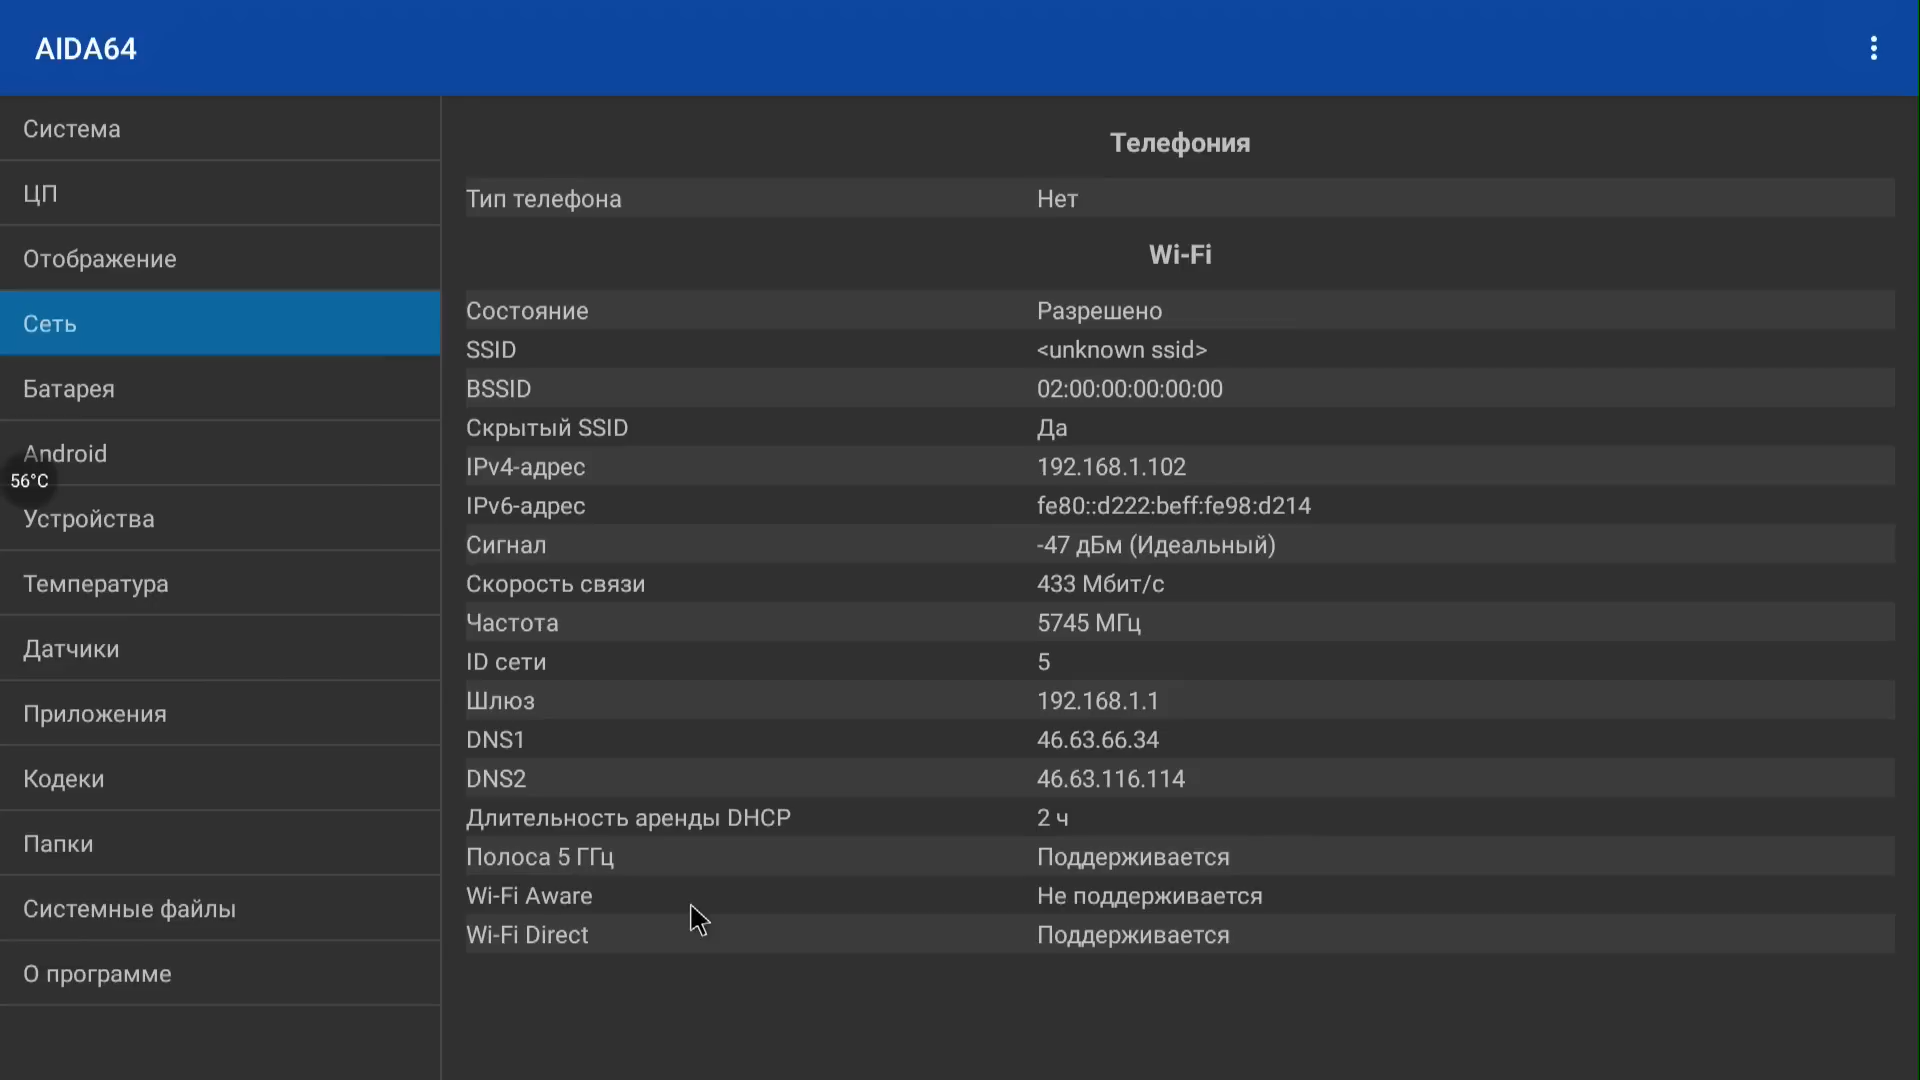 AIDA64
Система
ЦП
Отображение
Сеть
Батарея
Android
56°C
Устройства
Температура
Датчики
Приложения
Кодеки
Папки
Системные файлы
О программе
Телефония
Тип телефона Нет
Wi-Fi
Состояние Разрешено
SSID <unknown ssid>
BSSID 02:00:00:00:00:00
Скрытый SSID Да
IPv4-адрес 192.168.1.102
IPv6-адрес fe80::d222:beff:fe98:d214
Сигнал -47 дБм (Идеальный)
Скорость связи 433 Мбит/с
Частота 5745 МГц
ID сети 5
Шлюз 192.168.1.1
DNS1 46.63.66.34
DNS2 46.63.116.114
Длительность аренды DHCP 2 ч
Полоса 5 ГГц Поддерживается
Wi-Fi Aware Не поддерживается
Wi-Fi Direct Поддерживается